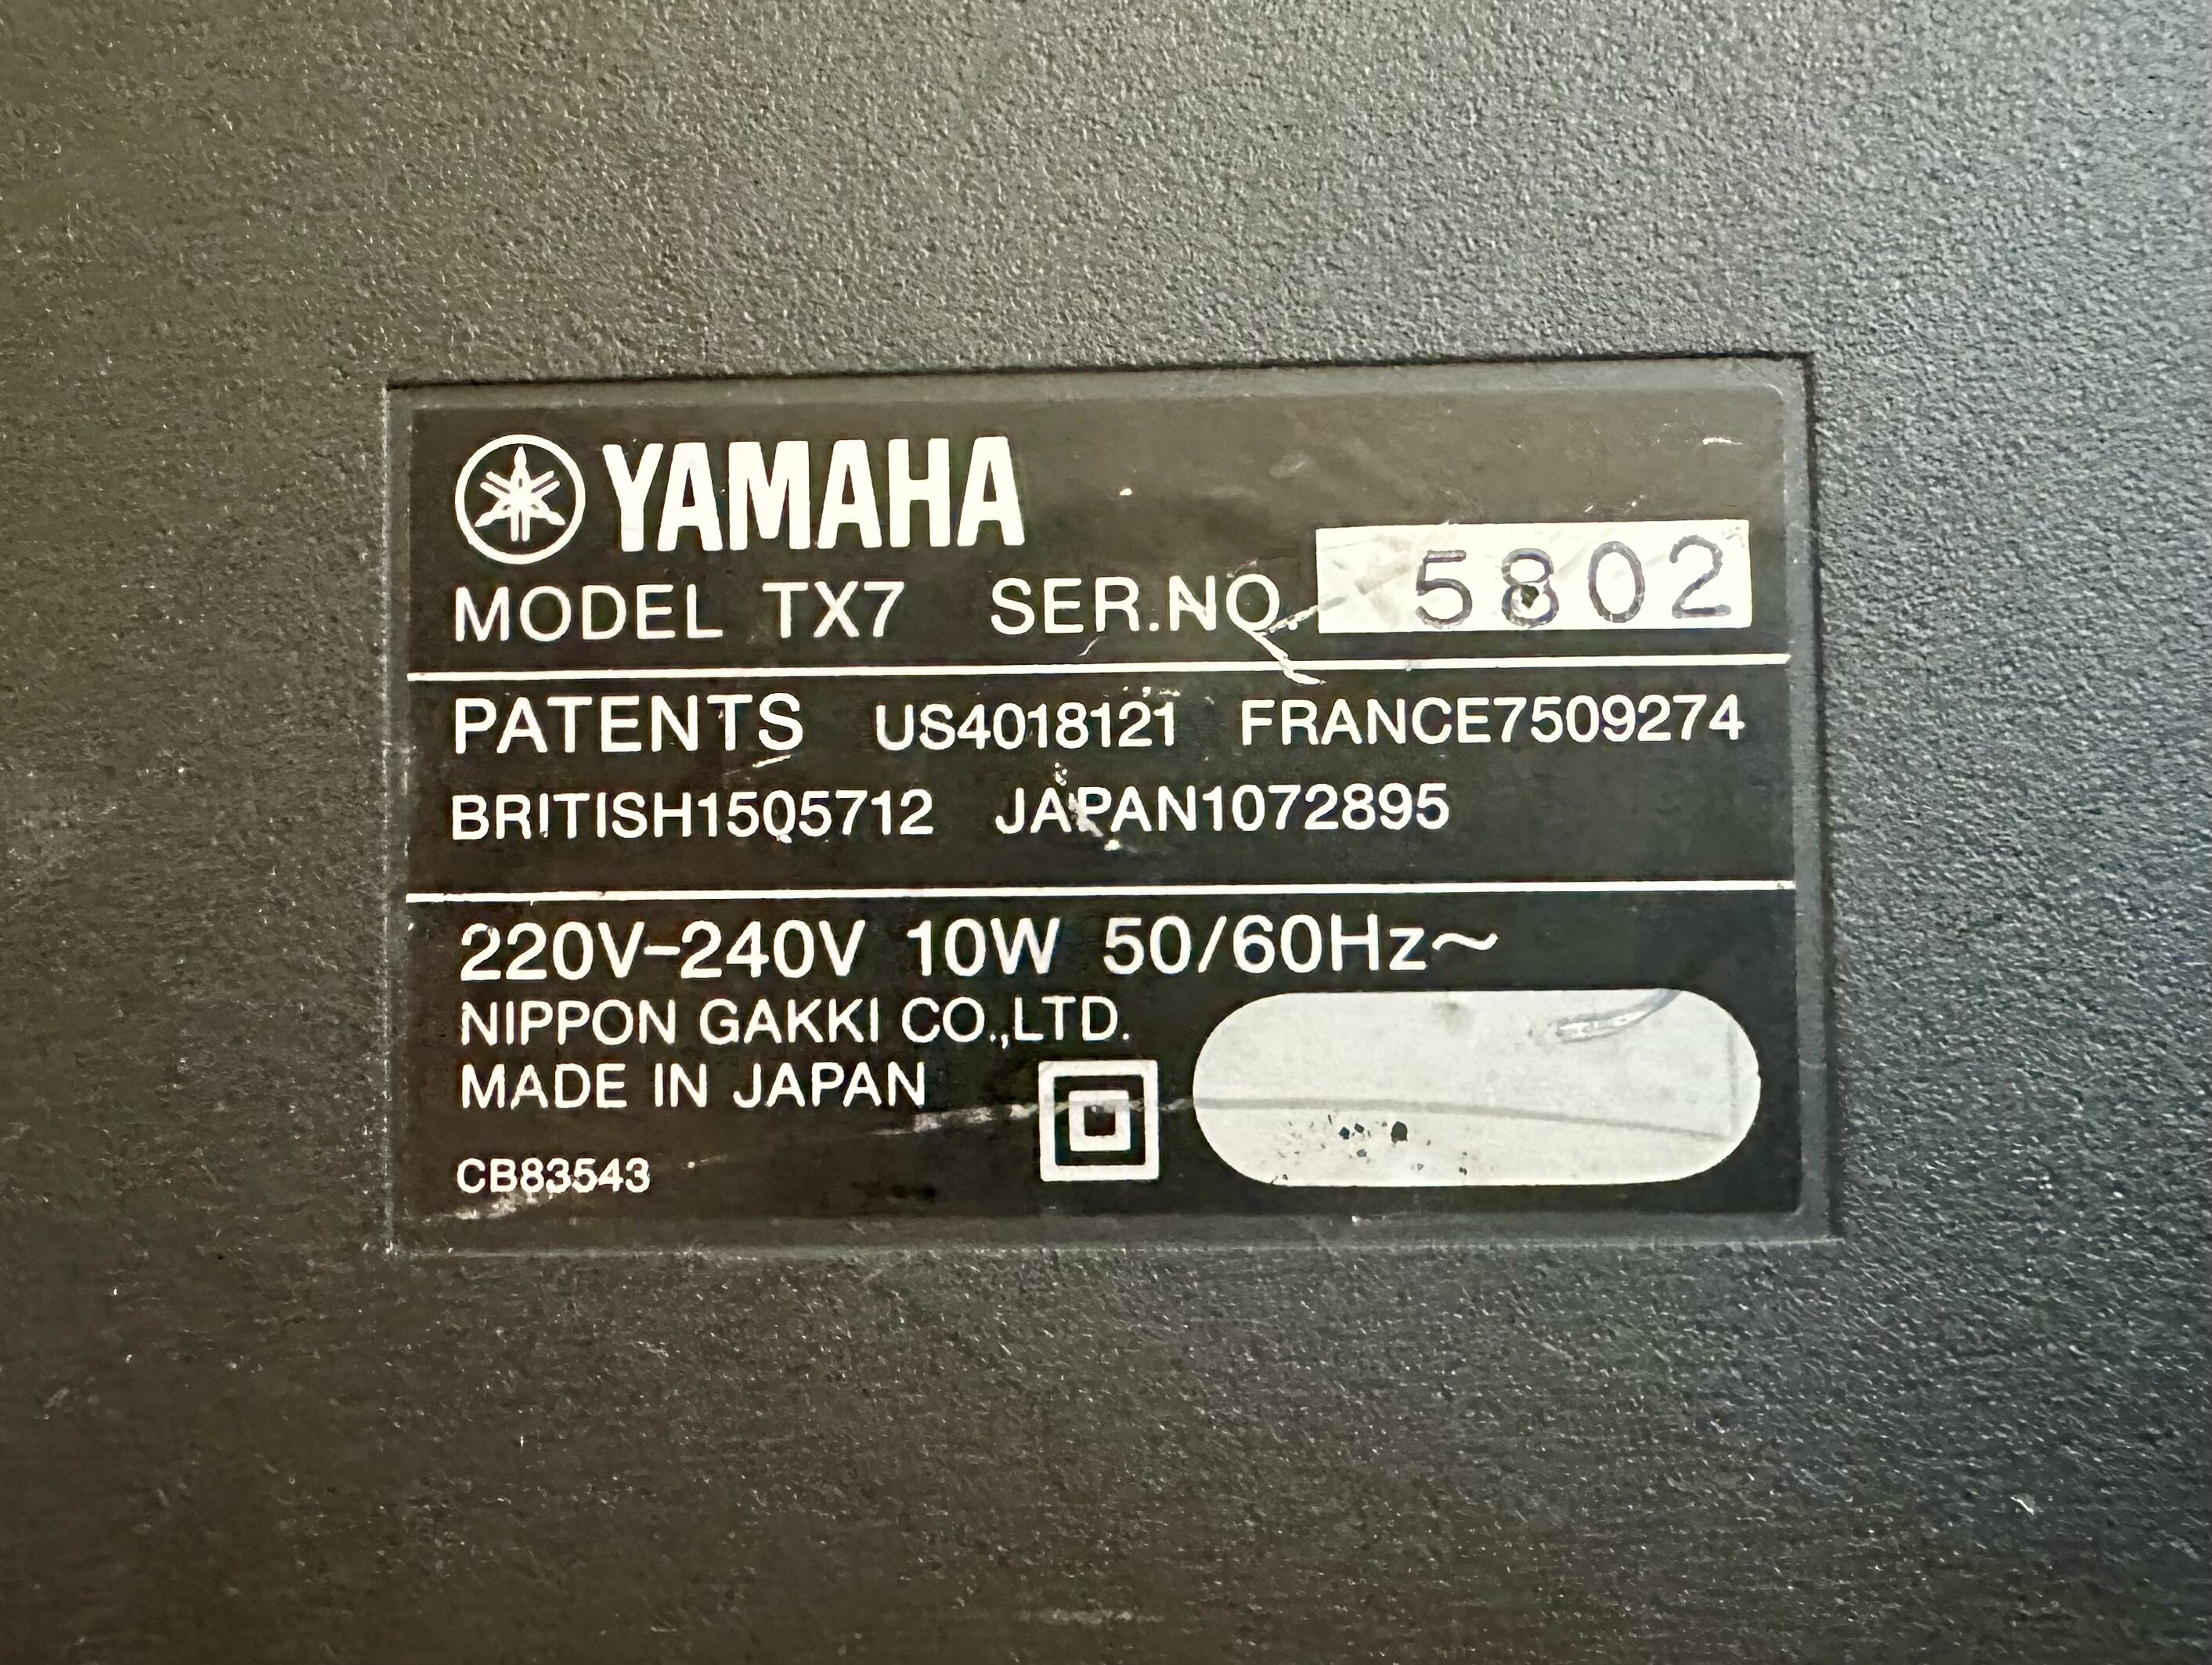 YAMAHA
MODEL TX7 SER.NO. 5802
PATENTS US4018121 FRANCE7509274
BRITISH1505712 JAPAN1072895
220V-240V 10W 50/60Hz~
NIPPON GAKKI CO.,LTD.
MADE IN JAPAN
CB83543